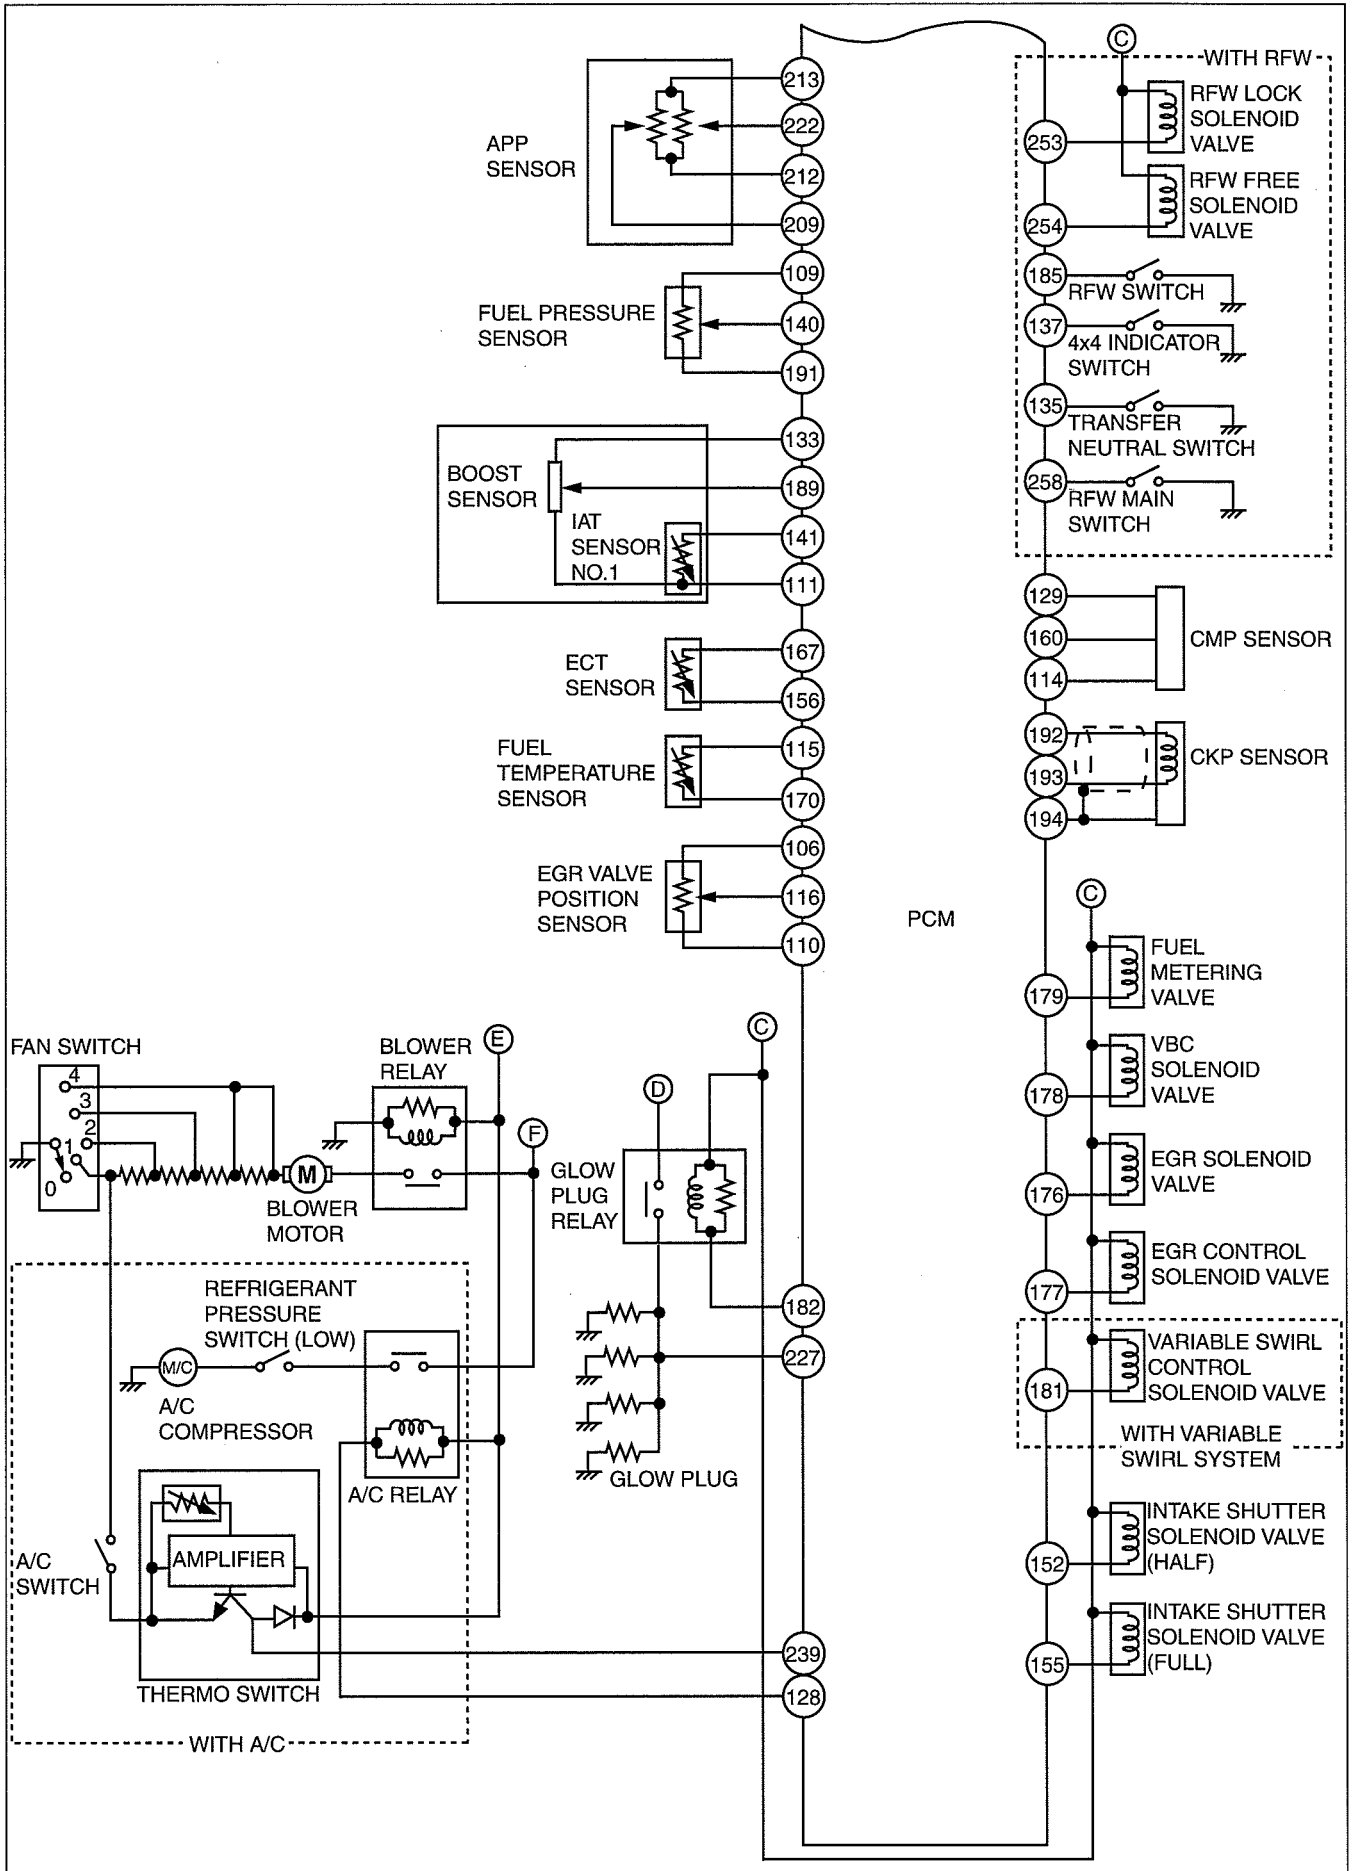 APP
SENSOR
213
222
212
209
FUEL PRESSURE
SENSOR
109
140
191
BOOST
SENSOR
IAT
SENSOR
NO.1
133
189
141
111
ECT
SENSOR
167
156
FUEL
TEMPERATURE
SENSOR
115
170
EGR VALVE
POSITION
SENSOR
106
116
110
PCM
C
WITH RFW
RFW LOCK
SOLENOID
VALVE
253
RFW FREE
SOLENOID
VALVE
254
185
RFW SWITCH
137
4x4 INDICATOR
SWITCH
135
TRANSFER
NEUTRAL SWITCH
258
RFW MAIN
SWITCH
129
160
114
CMP SENSOR
192
193
194
CKP SENSOR
C
FUEL
METERING
VALVE
179
VBC
SOLENOID
VALVE
178
EGR SOLENOID
VALVE
176
EGR CONTROL
SOLENOID VALVE
177
VARIABLE SWIRL
CONTROL
SOLENOID VALVE
181
WITH VARIABLE
SWIRL SYSTEM
INTAKE SHUTTER
SOLENOID VALVE
(HALF)
152
INTAKE SHUTTER
SOLENOID VALVE
(FULL)
155
FAN SWITCH
4
3
2
1
0
M
BLOWER
MOTOR
BLOWER
RELAY
E
F
C
D
GLOW
PLUG
RELAY
182
227
GLOW PLUG
REFRIGERANT
PRESSURE
SWITCH (LOW)
M/C
A/C
COMPRESSOR
A/C RELAY
A/C
SWITCH
AMPLIFIER
THERMO SWITCH
239
128
WITH A/C